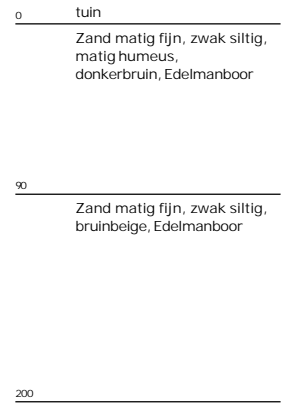 0 tuin
Zand matig fijn, zwak siltig,
matig humeus,
donkerbruin, Edelmanboor
90
Zand matig fijn, zwak siltig,
bruinbeige, Edelmanboor
200